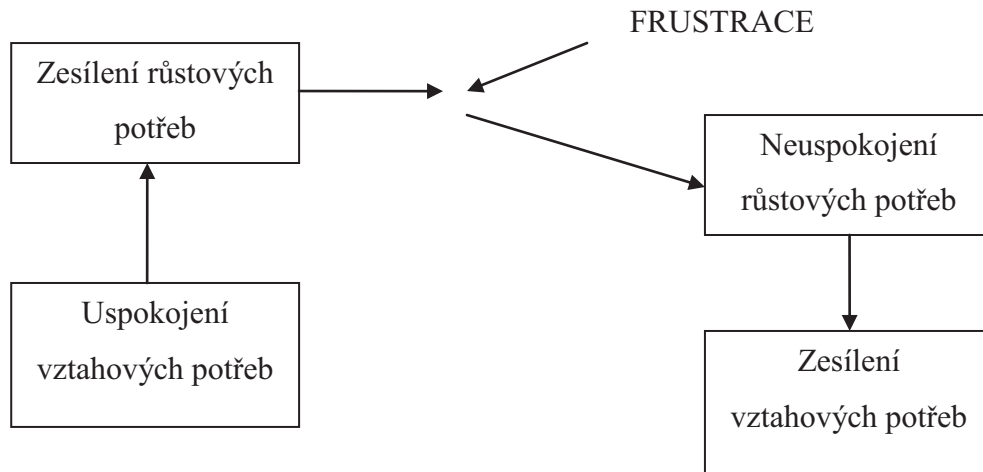 FRUSTRACE
Zesílení růstových
potřeb
Neuspokojení
růstových potřeb
Uspokojení
vztahových potřeb
Zesílení
vztahových potřeb